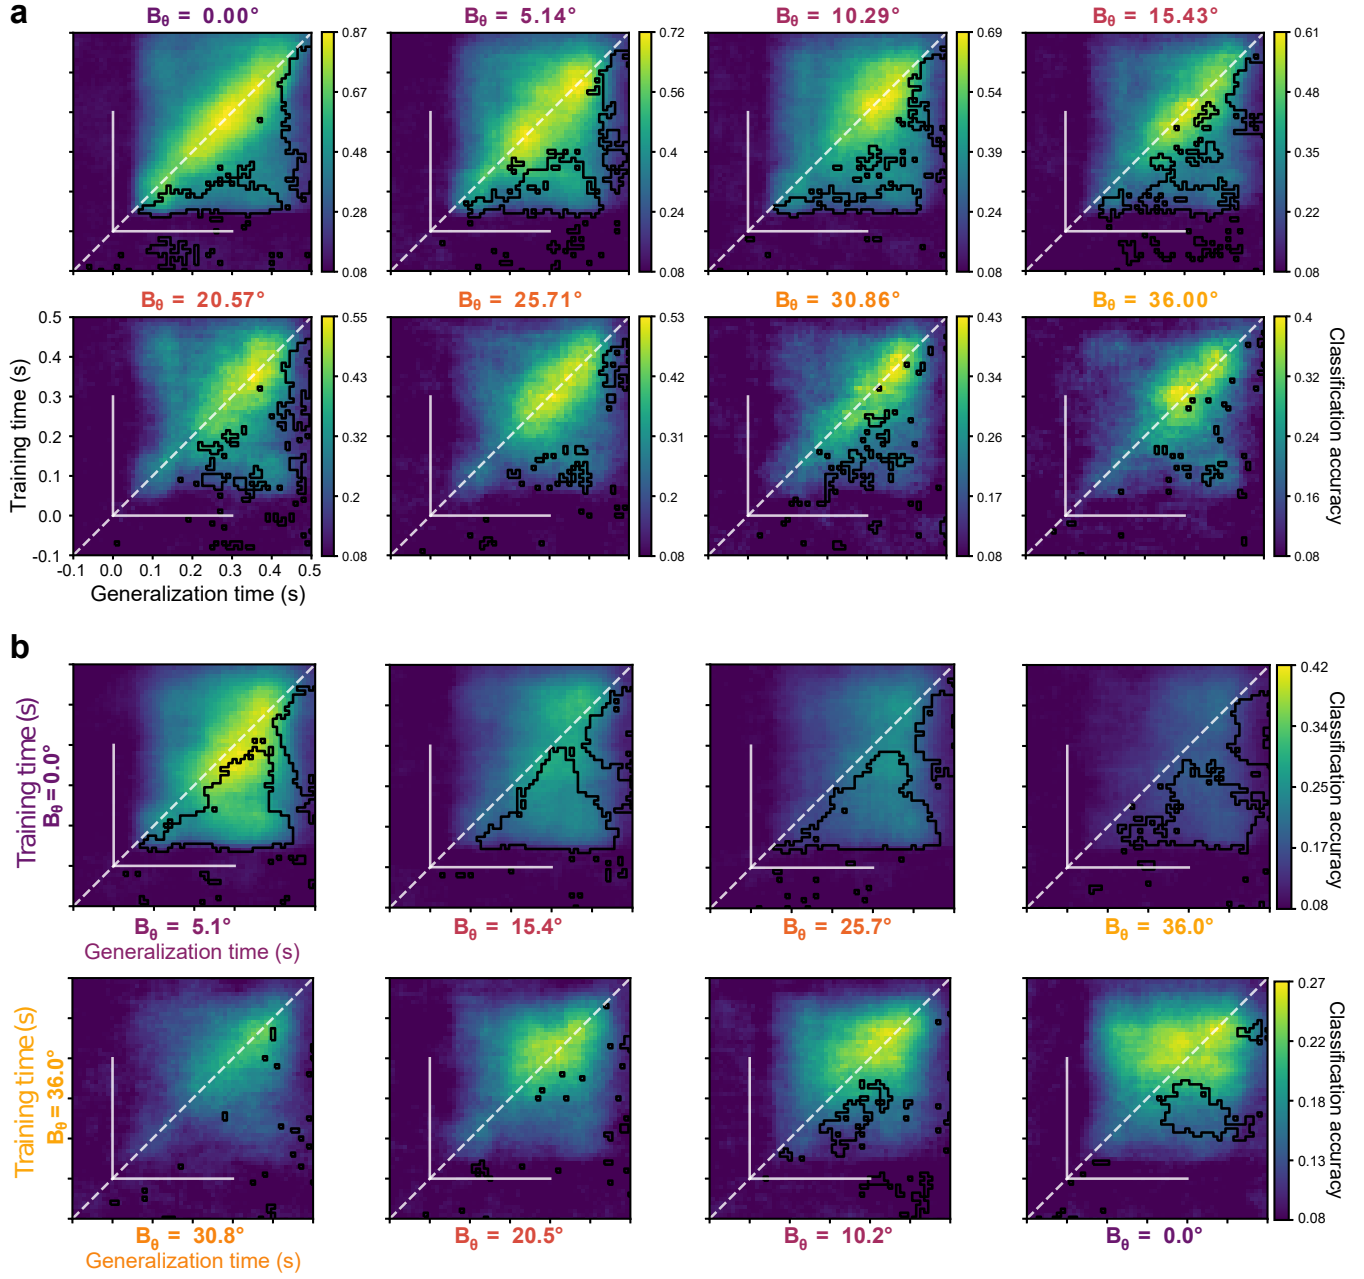 a
Bθ = 0.00°
Bθ = 5.14°
Bθ = 10.29°
Bθ = 15.43°
0.87
0.67
0.48
0.28
0.08
0.72
0.56
0.4
0.24
0.08
0.69
0.54
0.39
0.24
0.08
0.61
0.48
0.35
0.22
0.08
Bθ = 20.57°
Bθ = 25.71°
Bθ = 30.86°
Bθ = 36.00°
Training time (s)
0.5
0.4
0.3
0.2
0.1
0.0
-0.1
-0.1 0.0 0.1 0.2 0.3 0.4 0.5
Generalization time (s)
0.55
0.43
0.32
0.2
0.08
0.53
0.42
0.31
0.2
0.08
0.43
0.34
0.26
0.17
0.08
0.4
0.32
0.24
0.16
0.08
Classification accuracy
b
Training time (s)
Bθ = 0.0°
Bθ = 5.1°
Generalization time (s)
Bθ = 15.4°
Bθ = 25.7°
Bθ = 36.0°
0.42
0.34
0.25
0.17
0.08
Classification accuracy
Training time (s)
Bθ = 36.0°
Bθ = 30.8°
Generalization time (s)
Bθ = 20.5°
Bθ = 10.2°
Bθ = 0.0°
0.27
0.22
0.18
0.13
0.08
Classification accuracy